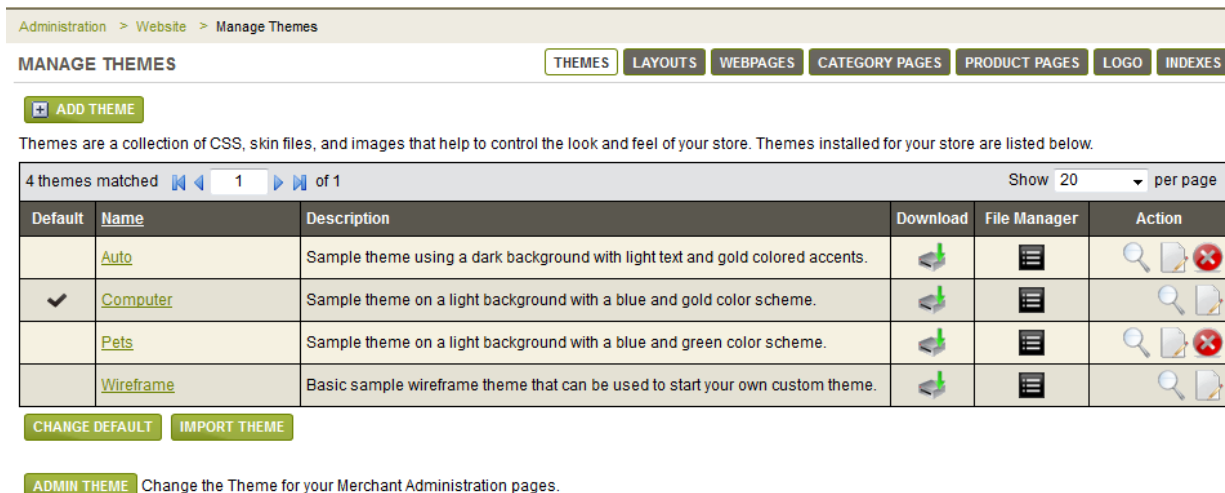 Administration > Website > Manage Themes
MANAGE THEMES THEMES LAYOUTS WEBPAGES CATEGORY PAGES PRODUCT PAGES LOGO INDEXES
ADD THEME
Themes are a collection of CSS, skin files, and images that help to control the look and feel of your store. Themes installed for your store are listed below.
4 themes matched 1 of 1 Show 20 per page
Default Name Description Download File Manager Action
Auto Sample theme using a dark background with light text and gold colored accents.
Computer Sample theme on a light background with a blue and gold color scheme.
Pets Sample theme on a light background with a blue and green color scheme.
Wireframe Basic sample wireframe theme that can be used to start your own custom theme.
CHANGE DEFAULT IMPORT THEME
ADMIN THEME Change the Theme for your Merchant Administration pages.